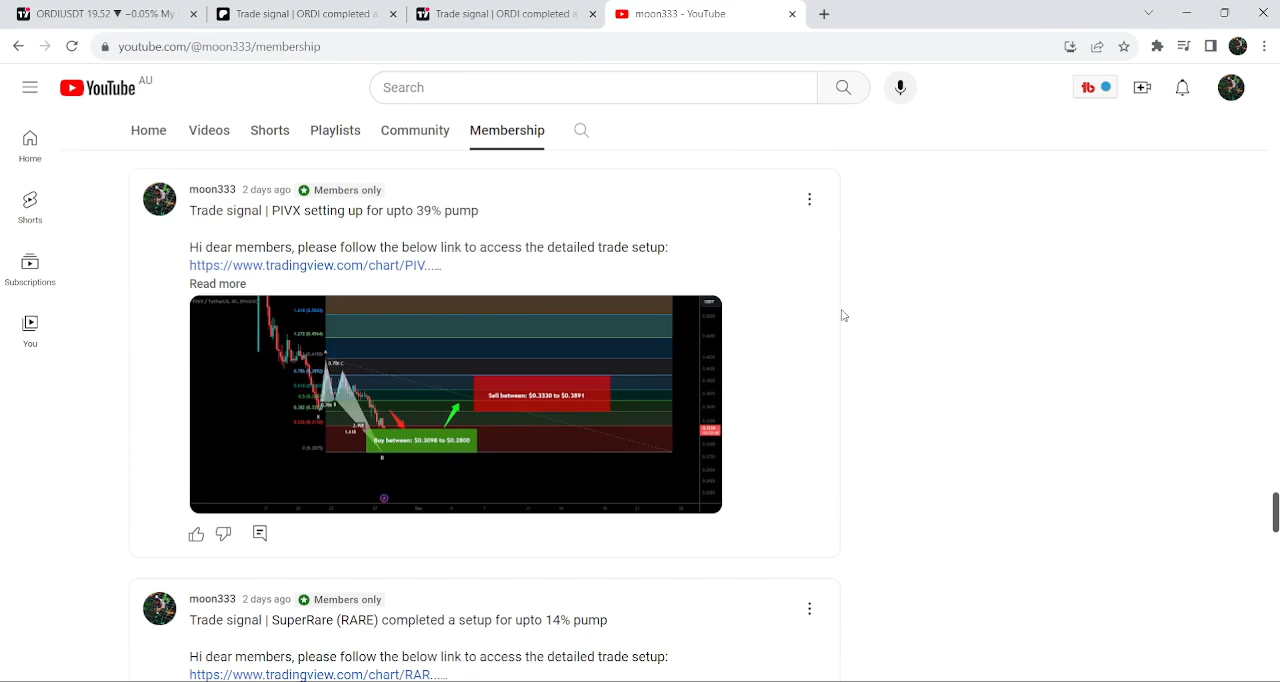 ORDIUSDT 19.52 ▼ −0.05% My
Trade signal | ORDI completed a
Trade signal | ORDI completed a
moon333 - YouTube
youtube.com/@moon333/membership
YouTube AU
Search
Home Videos Shorts Playlists Community Membership
Home
Shorts
Subscriptions
You
moon333 2 days ago Members only
Trade signal | PIVX setting up for upto 39% pump
Hi dear members, please follow the below link to access the detailed trade setup:
https://www.tradingview.com/chart/PIV...…
Read more
Sell between: $0.3330 to $0.3891
Buy between: $0.3098 to $0.2800
moon333 2 days ago Members only
Trade signal | SuperRare (RARE) completed a setup for upto 14% pump
Hi dear members, please follow the below link to access the detailed trade setup:
https://www.tradingview.com/chart/RAR...…